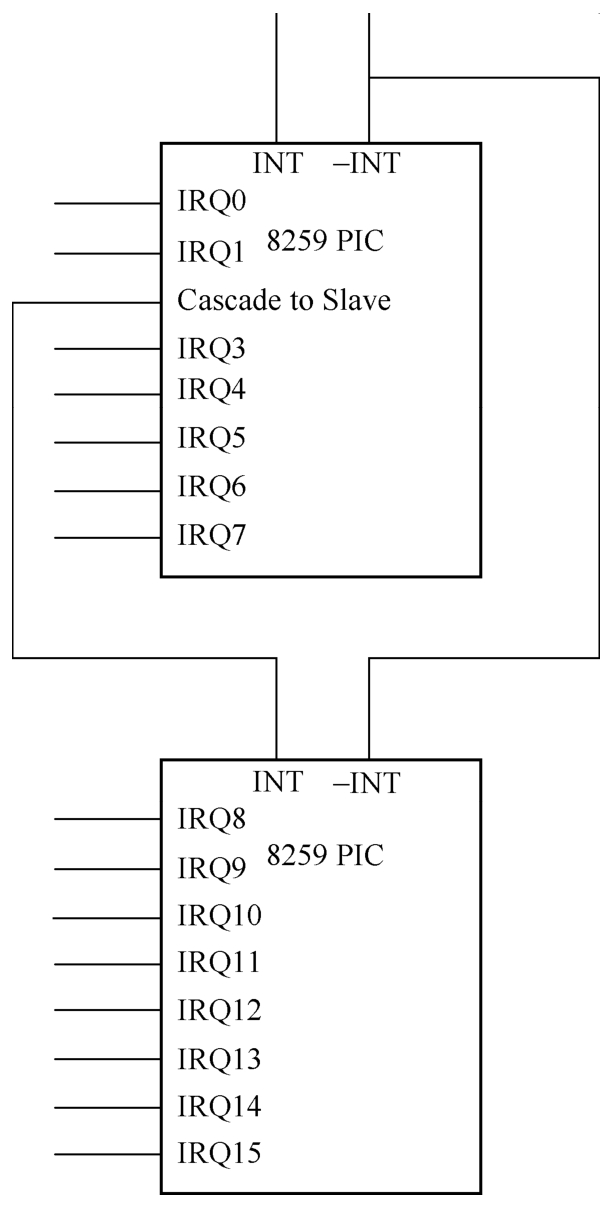 INT –INT
IRQ0
8259 PIC
IRQ1
Cascade to Slave
IRQ3
IRQ4
IRQ5
IRQ6
IRQ7
INT –INT
IRQ8
8259 PIC
IRQ9
IRQ10
IRQ11
IRQ12
IRQ13
IRQ14
IRQ15